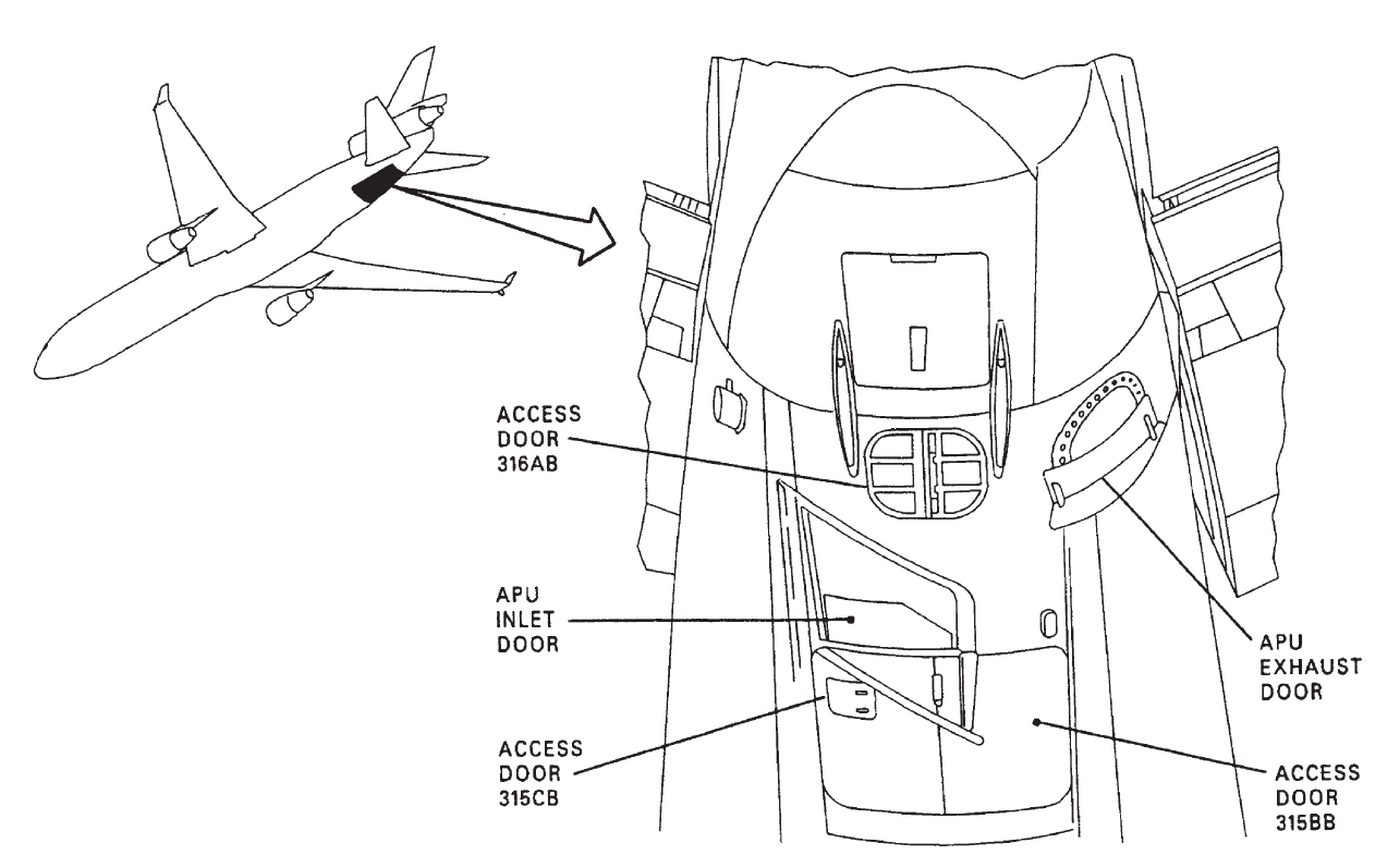 ACCESS
DOOR
316AB
APU
INLET
DOOR
ACCESS
DOOR
315CB
APU
EXHAUST
DOOR
ACCESS
DOOR
315BB